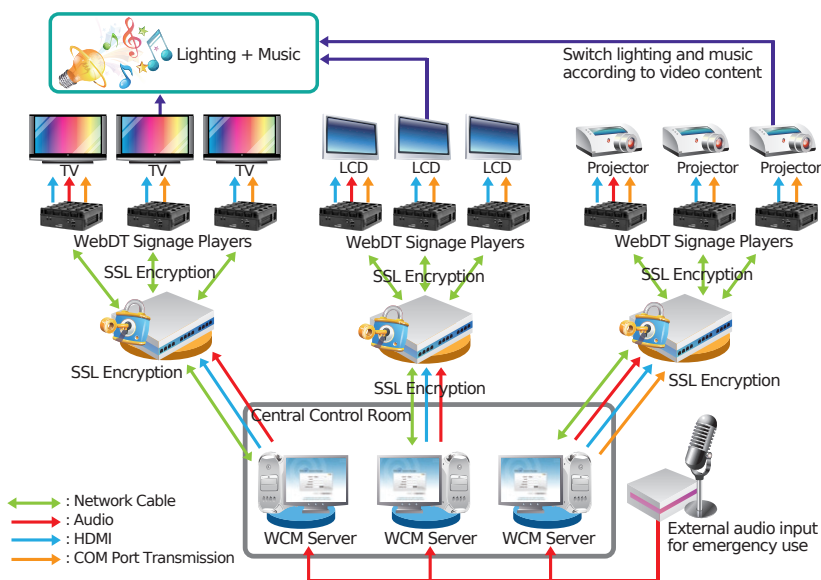 Lighting + Music
Switch lighting and music
according to video content
TV
TV
TV
LCD
LCD
LCD
Projector
Projector
Projector
WebDT Signage Players
WebDT Signage Players
WebDT Signage Players
SSL Encryption
SSL Encryption
SSL Encryption
SSL Encryption
SSL Encryption
SSL Encryption
Central Control Room
WCM Server
WCM Server
WCM Server
External audio input
for emergency use
: Network Cable
: Audio
: HDMI
: COM Port Transmission